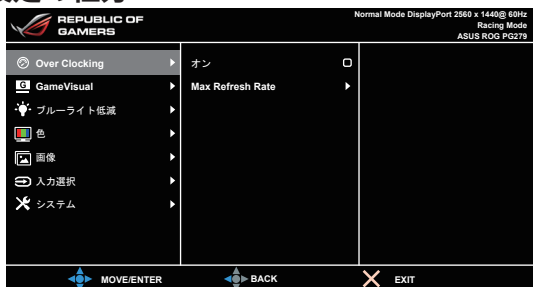 REPUBLIC OF
GAMERS
Normal Mode DisplayPort 2560 x 1440@ 60Hz
Racing Mode
ASUS ROG PG279
Over Clocking
オン
G GameVisual
Max Refresh Rate
ブルーライト低減
色
画像
入力選択
システム
MOVE/ENTER
BACK
EXIT